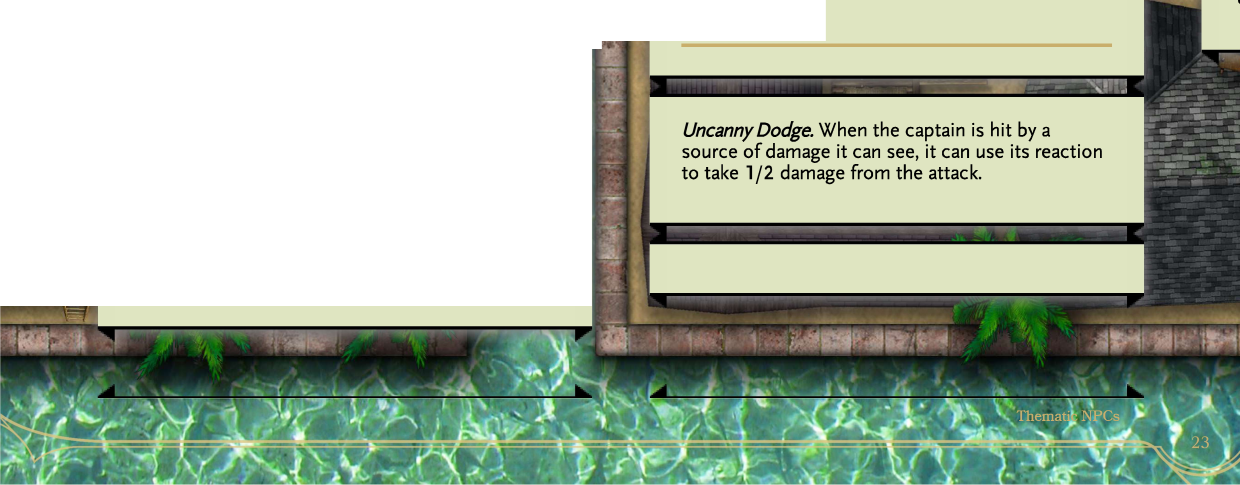 Uncanny Dodge. When the captain is hit by a
source of damage it can see, it can use its reaction
to take 1/2 damage from the attack.
Thematic NPCs
23